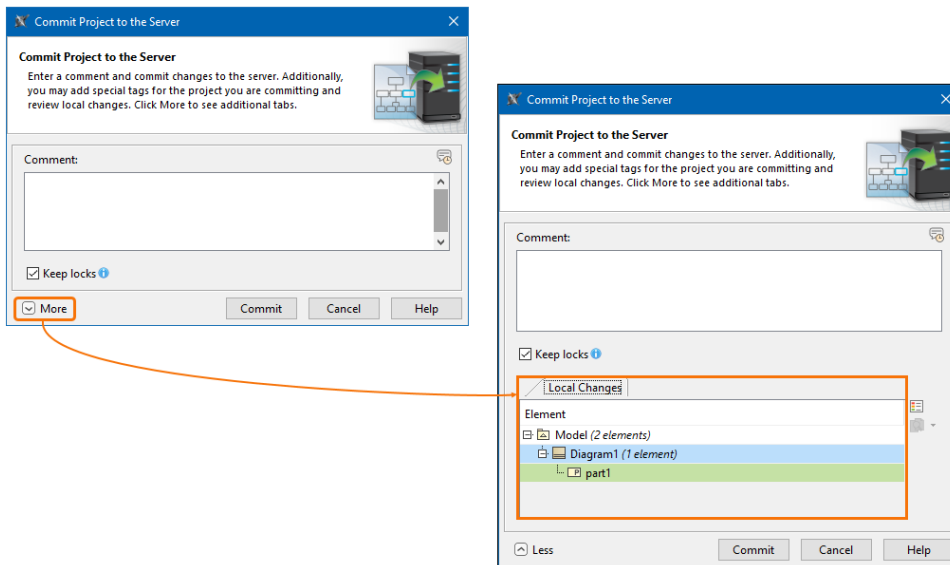 Commit Project to the Server
Commit Project to the Server
Enter a comment and commit changes to the server. Additionally,
you may add special tags for the project you are committing and
review local changes. Click More to see additional tabs.
Comment:
Keep locks
More
Commit
Cancel
Help
Commit Project to the Server
Commit Project to the Server
Enter a comment and commit changes to the server. Additionally,
you may add special tags for the project you are committing and
review local changes. Click More to see additional tabs.
Comment:
Keep locks
Local Changes
Element
Model (2 elements)
Diagram1 (1 element)
P part1
Less
Commit
Cancel
Help